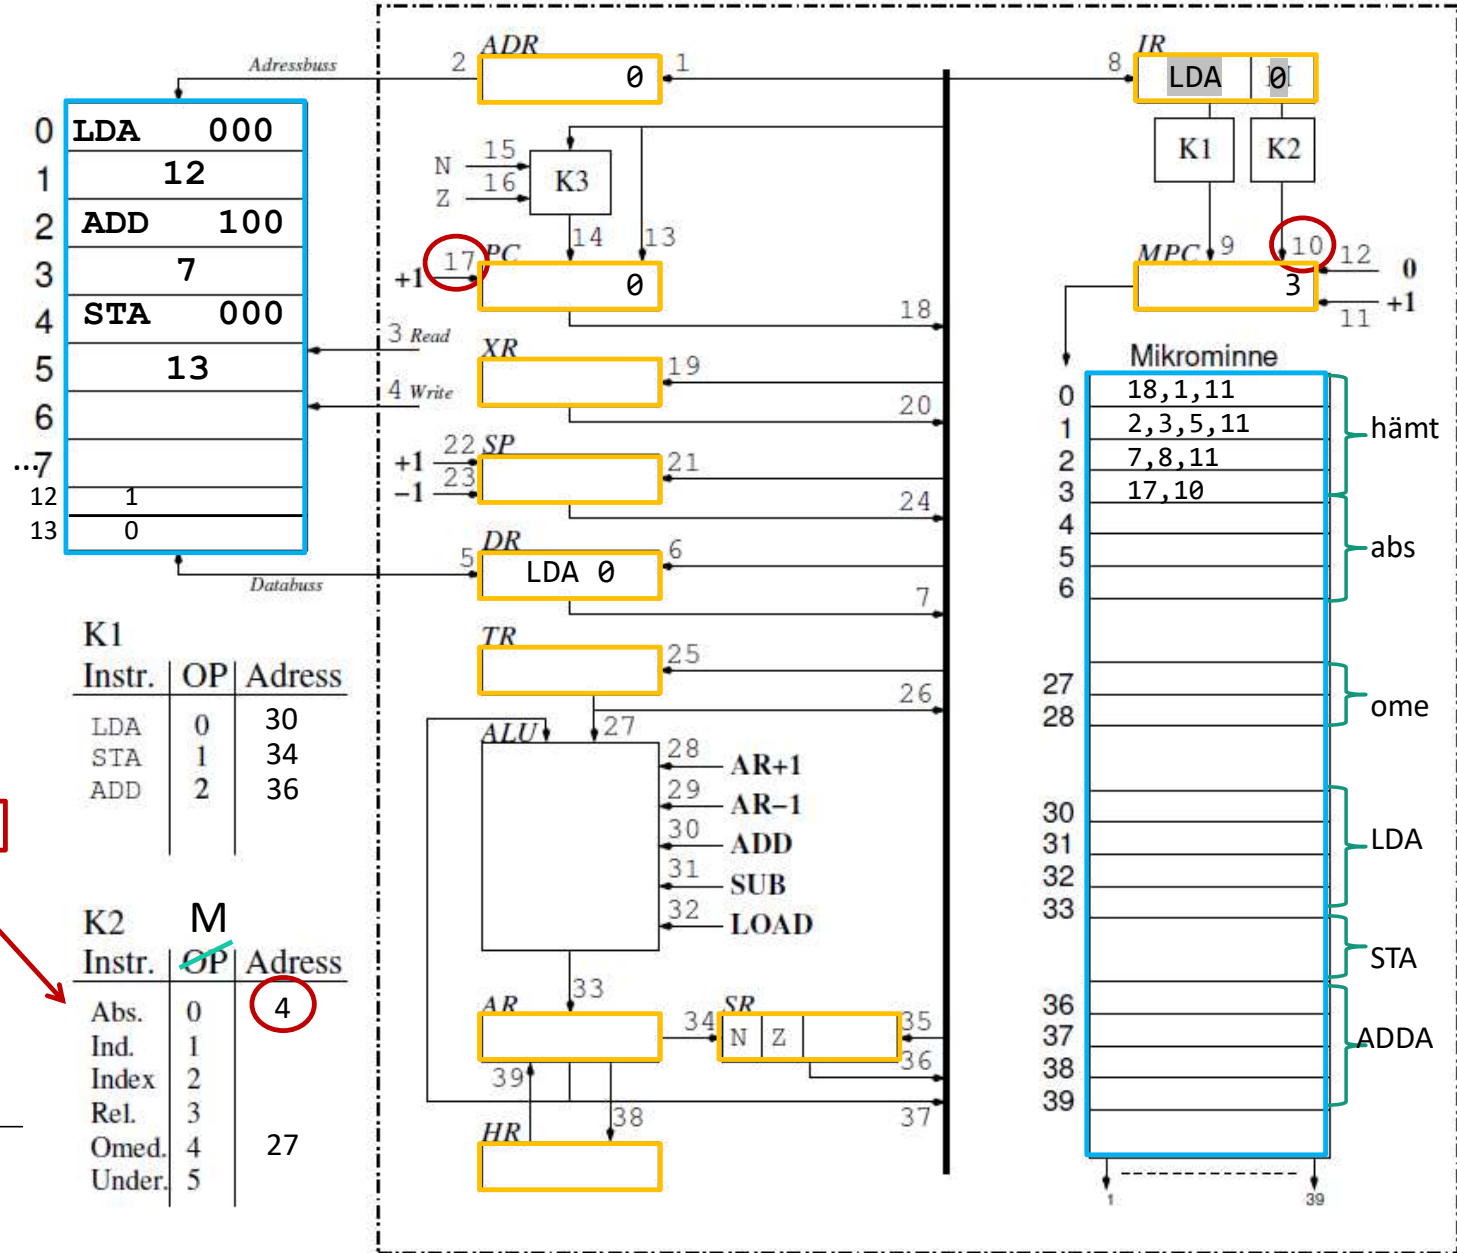 ADR
IR
Adressbuss
2
0
1
8
LDA 0
0 LDA 000
1 12
2 ADD 100
3 7
4 STA 000
5 13
6
...7
12 1
13 0
N 15
Z 16
K3
K1
K2
14
13
9
10
12
0
+1
11
+1
17
PC
0
18
MPC
3
3 Read
4 Write
XR
19
20
+1 22 SP
-1 23
21
24
DR
5
LDA 0
6
7
Databuss
TR
25
26
27
ALU
28 AR+1
29 AR−1
30 ADD
31 SUB
32 LOAD
33
AR
34
SR
N Z
35
36
37
39
38
HR
Mikrominne
0 18,1,11
1 2,3,5,11
2 7,8,11
3 17,10
4
5
6
hämt
abs
27
28
ome
30
31
32
33
LDA
STA
36
37
38
39
ADDA
1
39
K1
Instr. OP Adress
LDA 0 30
STA 1 34
ADD 2 36
K2
M
Instr. OP Adress
Abs. 0 4
Ind. 1
Index 2
Rel. 3
Omed. 4 27
Under. 5